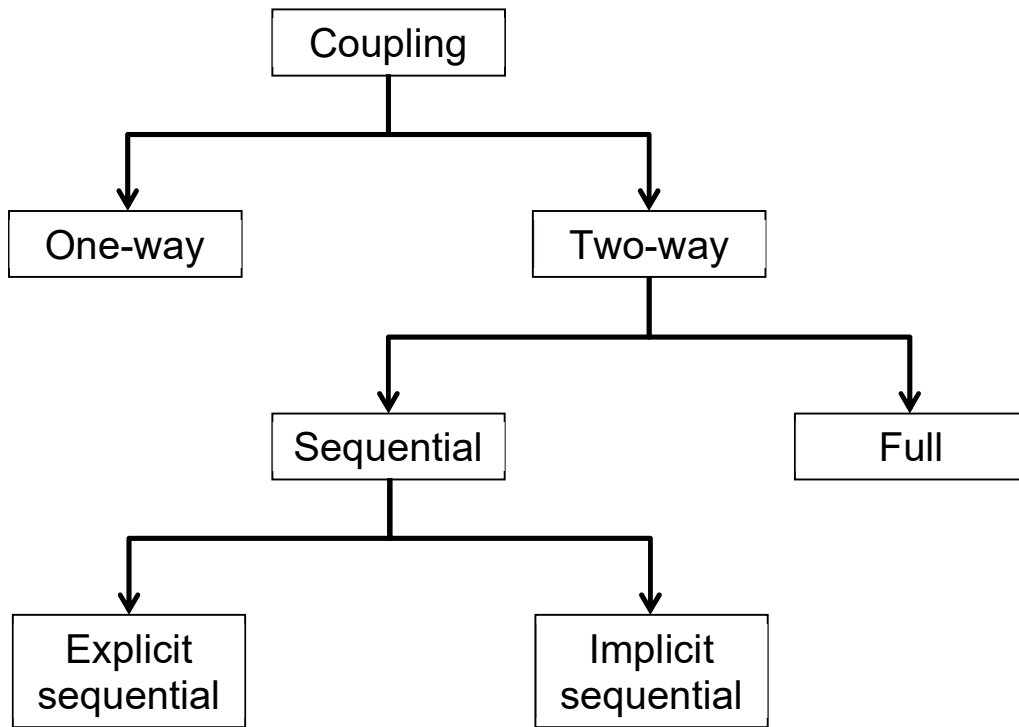 Coupling
One-way
Two-way
Sequential
Full
Explicit
sequential
Implicit
sequential